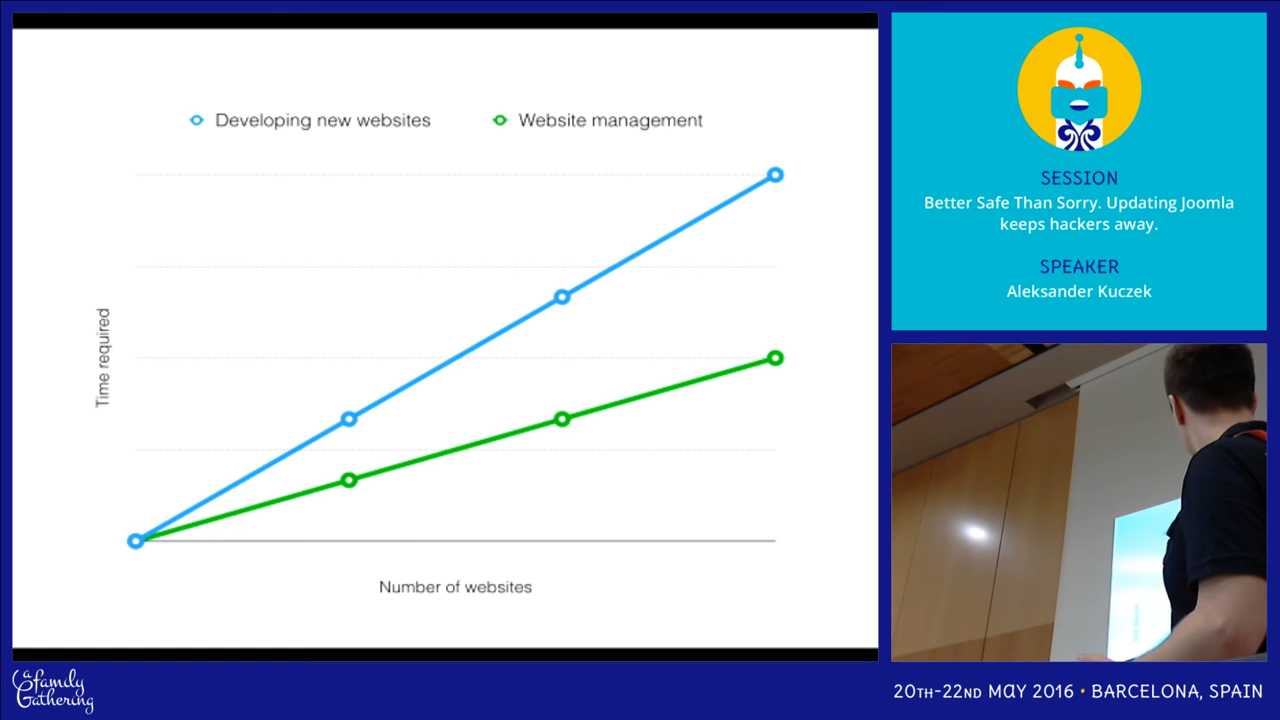 Developing new websites
Website management
Time required
Number of websites
SESSION
Better Safe Than Sorry. Updating Joomla
keeps hackers away.
SPEAKER
Aleksander Kuczek
a family
Gathering
20TH-22ND MAY 2016 • BARCELONA, SPAIN